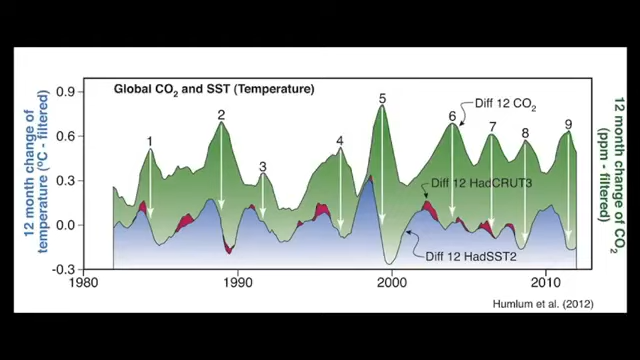 Global CO₂ and SST (Temperature)
12 month change of
temperature (ºC - filtered)
0.9
0.6
0.3
0.0
-0.3
1
2
3
4
5
6
7
8
9
Diff 12 CO₂
Diff 12 HadCRUT3
Diff 12 HadSST2
12 month change of CO₂
(ppm - filtered)
1980
1990
2000
2010
Humlum et al. (2012)